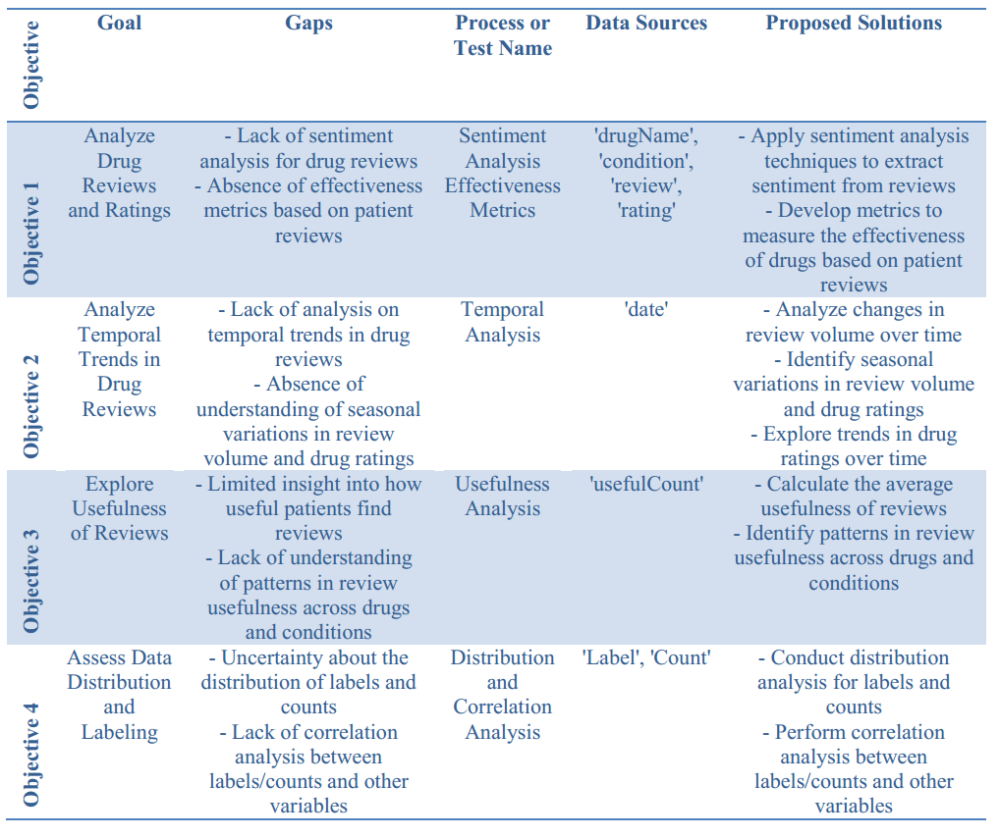 Objective
Goal
Gaps
Process or
Test Name
Data Sources
Proposed Solutions
Objective 1
Analyze
Drug
Reviews
and Ratings
- Lack of sentiment
analysis for drug reviews
- Absence of effectiveness
metrics based on patient
reviews
Sentiment
Analysis
Effectiveness
Metrics
'drugName',
'condition',
'review',
'rating'
- Apply sentiment analysis
techniques to extract
sentiment from reviews
- Develop metrics to
measure the effectiveness
of drugs based on patient
reviews
Objective 2
Analyze
Temporal
Trends in
Drug
Reviews
- Lack of analysis on
temporal trends in drug
reviews
- Absence of
understanding of seasonal
variations in review
volume and drug ratings
Temporal
Analysis
'date'
- Analyze changes in
review volume over time
- Identify seasonal
variations in review volume
and drug ratings
- Explore trends in drug
ratings over time
Objective 3
Explore
Usefulness
of Reviews
- Limited insight into how
useful patients find
reviews
- Lack of understanding
of patterns in review
usefulness across drugs
and conditions
Usefulness
Analysis
'usefulCount'
- Calculate the average
usefulness of reviews
- Identify patterns in review
usefulness across drugs and
conditions
Objective 4
Assess Data
Distribution
and
Labeling
- Uncertainty about the
distribution of labels and
counts
- Lack of correlation
analysis between
labels/counts and other
variables
Distribution
and
Correlation
Analysis
'Label', 'Count'
- Conduct distribution
analysis for labels and
counts
- Perform correlation
analysis between
labels/counts and other
variables